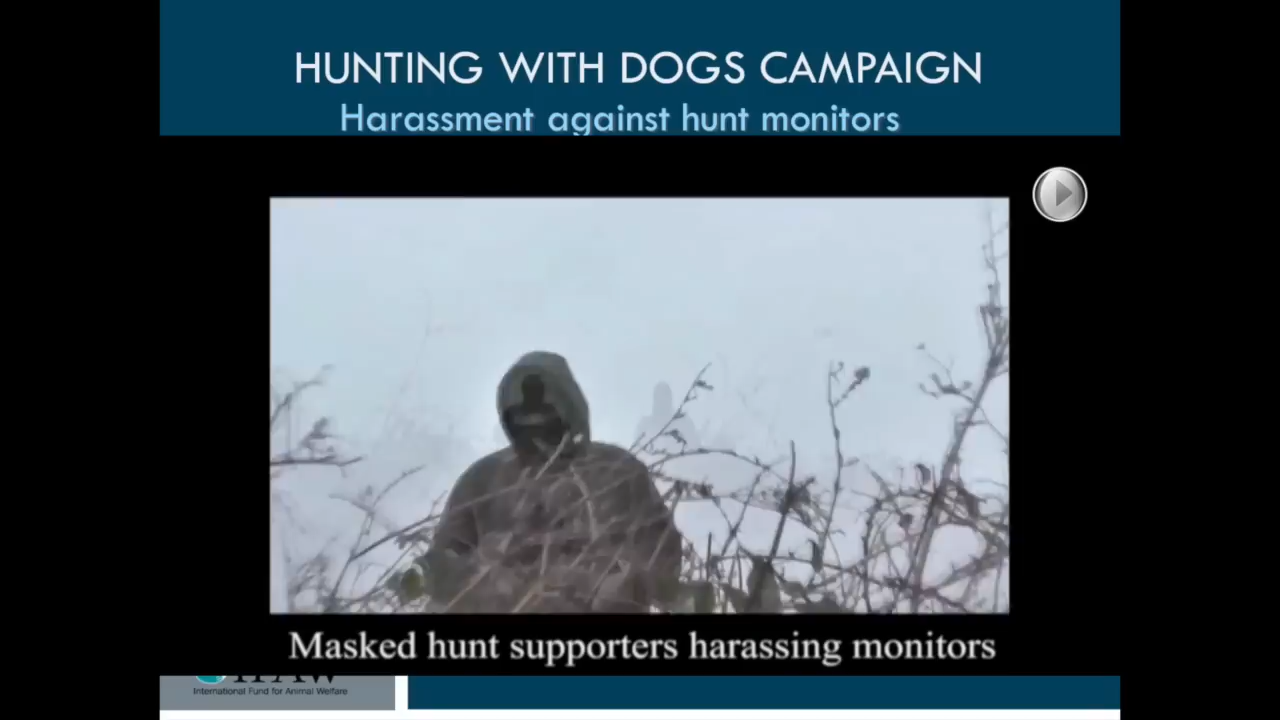 HUNTING WITH DOGS CAMPAIGN
Harassment against hunt monitors
Masked hunt supporters harassing monitors
International Fund for Animal Welfare